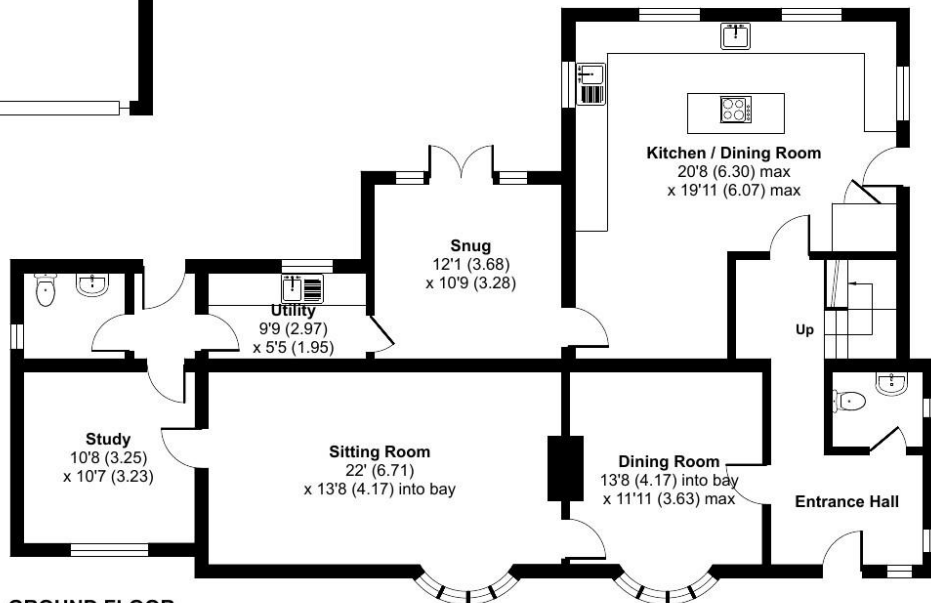 Kitchen / Dining Room
20'8 (6.30) max
x 19'11 (6.07) max
Snug
12'1 (3.68)
x 10'9 (3.28)
Utility
9'9 (2.97)
x 5'5 (1.95)
Up
Study
10'8 (3.25)
x 10'7 (3.23)
Sitting Room
22' (6.71)
x 13'8 (4.17) into bay
Dining Room
13'8 (4.17) into bay
x 11'11 (3.63) max
Entrance Hall
GROUND FLOOR